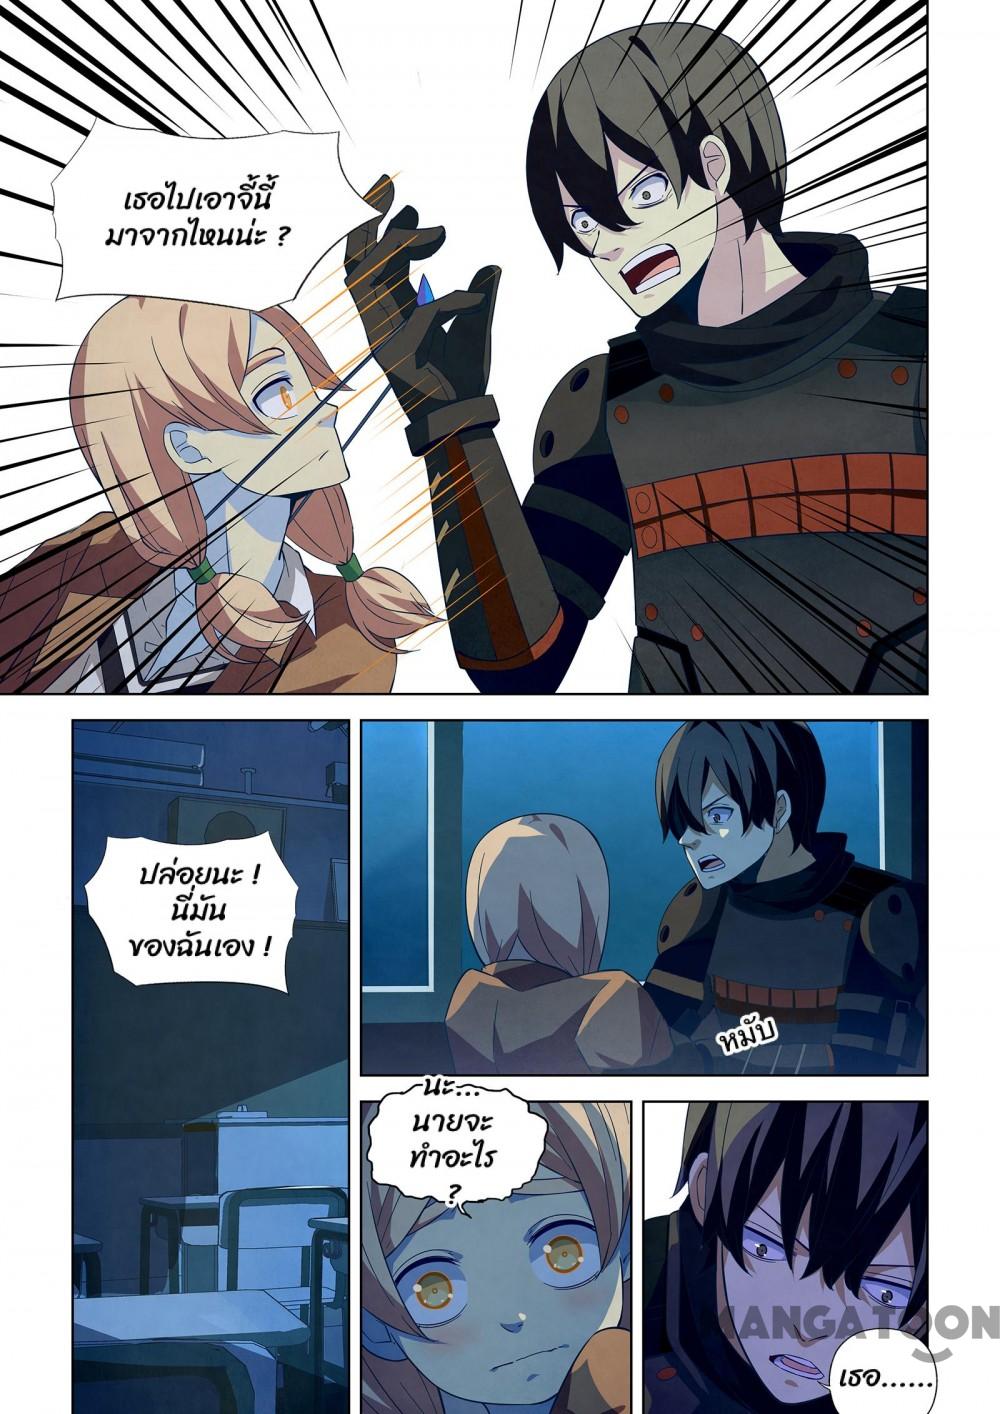 เธอไปเอาจี้นี้
มาจากไหนน่ะ ?
ปล่อยนะ !
นี่มัน
ของฉันเอง !
หมับ
นะ...
นายจะ
ทำอะไร
?
MANGATOON
เธอ......